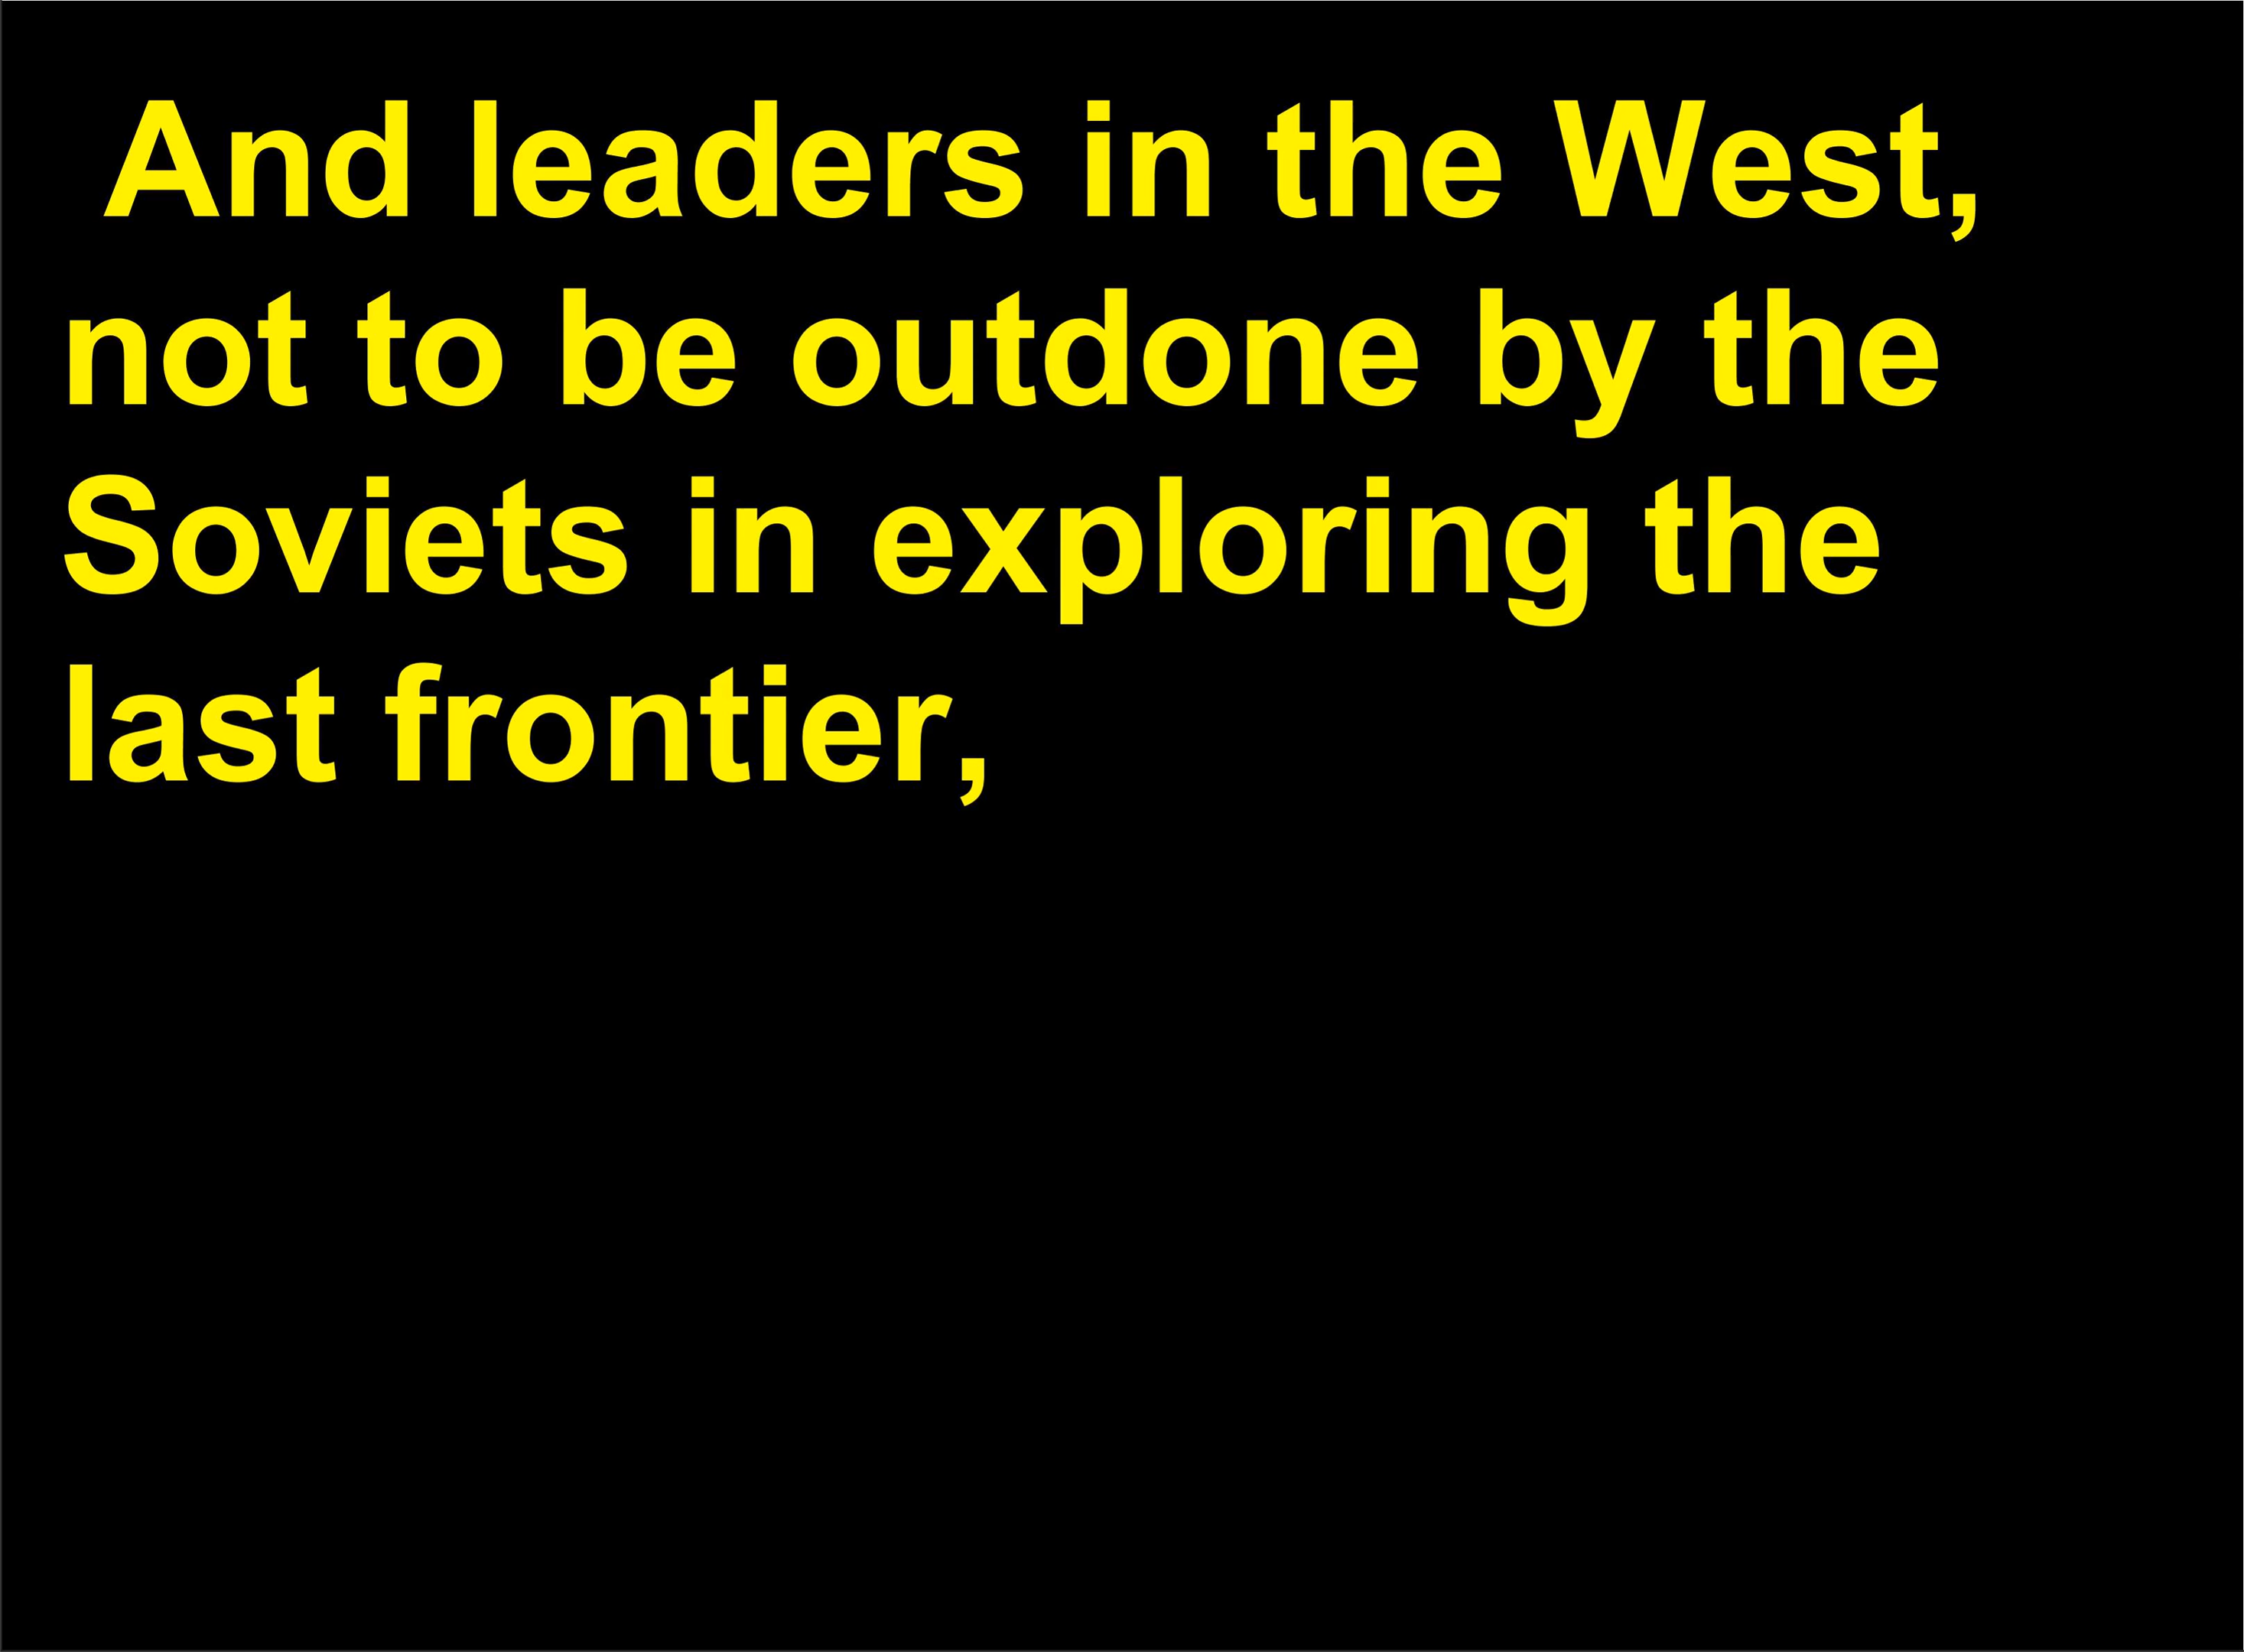 And leaders in the West,
not to be outdone by the
Soviets in exploring the
last frontier,